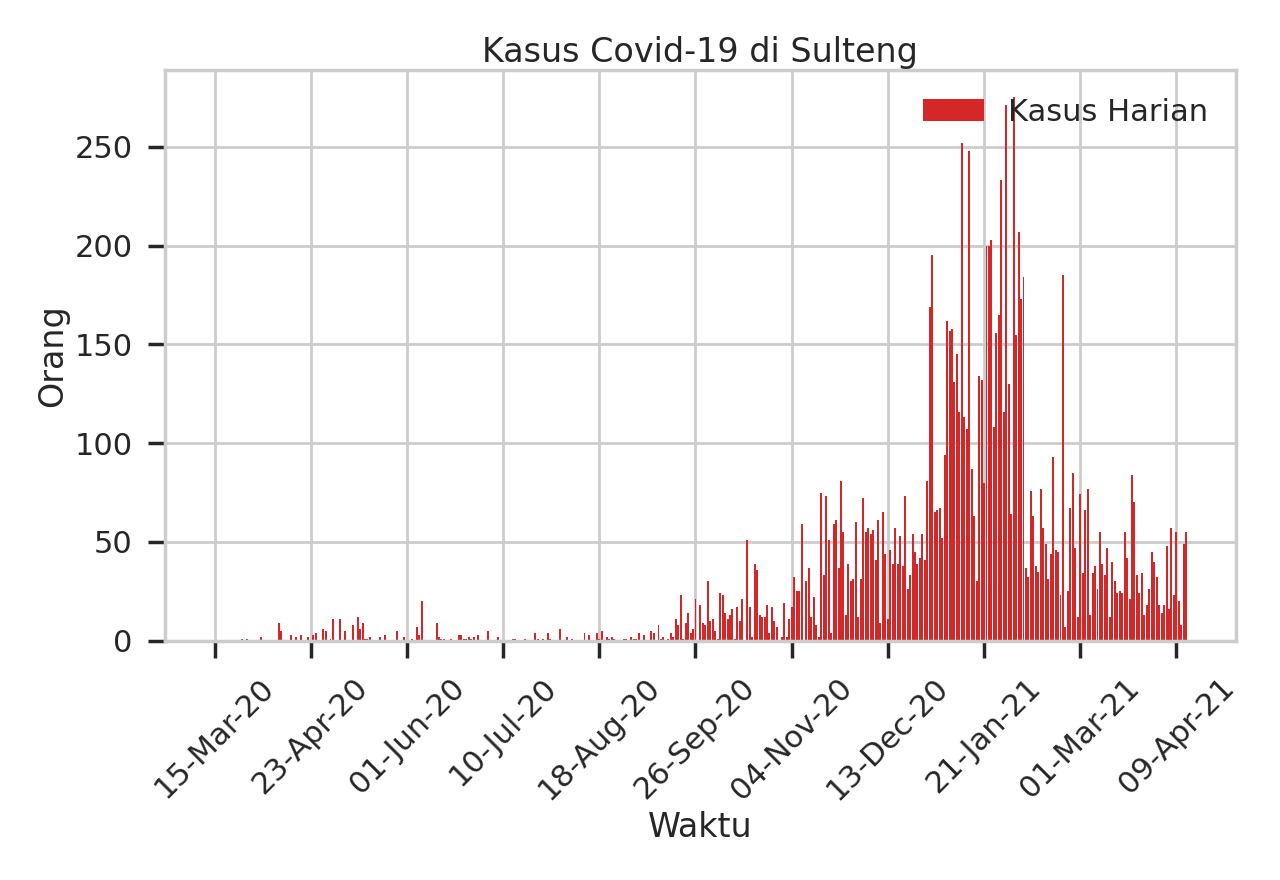 Kasus Covid-19 di Sulteng
Kasus Harian
Orang
250
200
150
100
50
0
15-Mar-20
23-Apr-20
01-Jun-20
10-Jul-20
18-Aug-20
26-Sep-20
04-Nov-20
13-Dec-20
21-Jan-21
01-Mar-21
09-Apr-21
Waktu